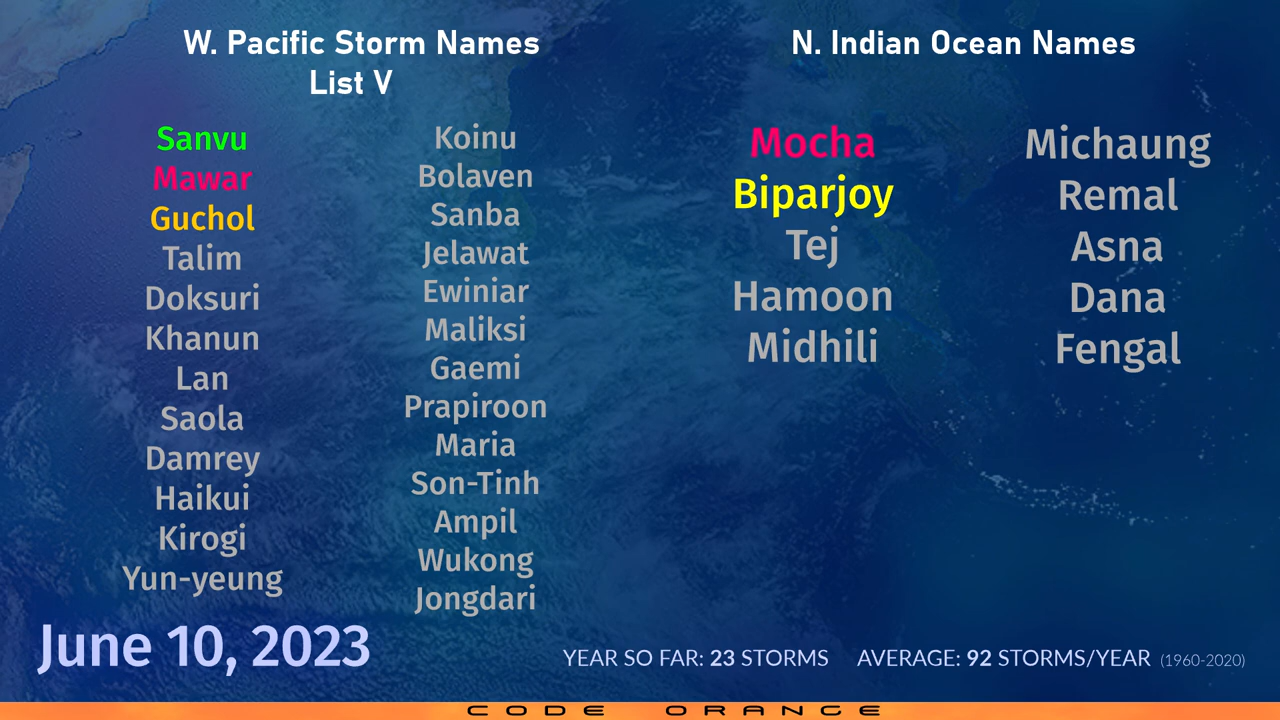 W. Pacific Storm Names
List V
Sanvu
Mawar
Guchol
Talim
Doksuri
Khanun
Lan
Saola
Damrey
Haikui
Kirogi
Yun-yeung
Koinu
Bolaven
Sanba
Jelawat
Ewiniar
Maliksi
Gaemi
Prapiroon
Maria
Son-Tinh
Ampil
Wukong
Jongdari
N. Indian Ocean Names
Mocha
Biparjoy
Tej
Hamoon
Midhili
Michaung
Remal
Asna
Dana
Fengal
June 10, 2023
YEAR SO FAR: 23 STORMS AVERAGE: 92 STORMS/YEAR (1960-2020)
CODE ORANGE